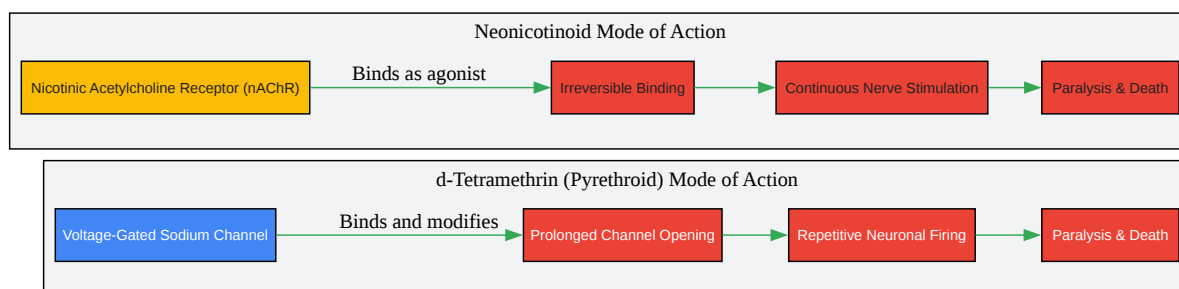 Neonicotinoid Mode of Action
Nicotinic Acetylcholine Receptor (nAChR)
Binds as agonist
Irreversible Binding
Continuous Nerve Stimulation
Paralysis & Death
d-Tetramethrin (Pyrethroid) Mode of Action
Voltage-Gated Sodium Channel
Binds and modifies
Prolonged Channel Opening
Repetitive Neuronal Firing
Paralysis & Death